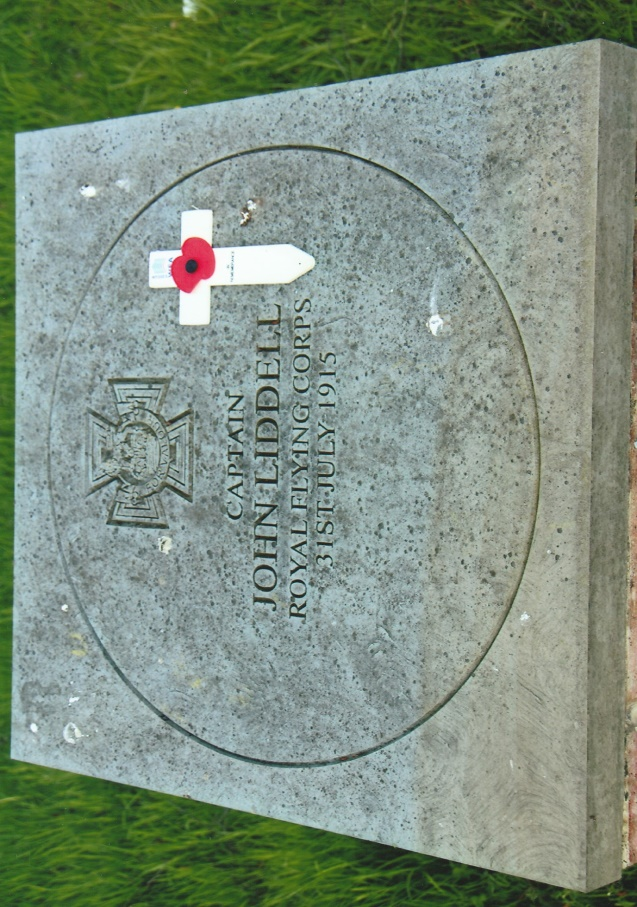 CAPTAIN
JOHN LIDDELL
ROYAL FLYING CORPS
31ST JULY 1915